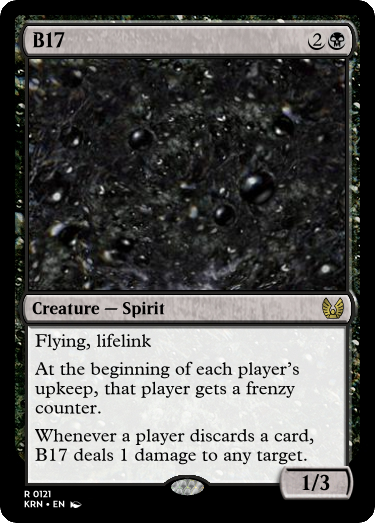 B17
2
Creature — Spirit
Flying, lifelink
At the beginning of each player's
upkeep, that player gets a frenzy
counter.
Whenever a player discards a card,
B17 deals 1 damage to any target.
1/3
R 0121
KRN • EN